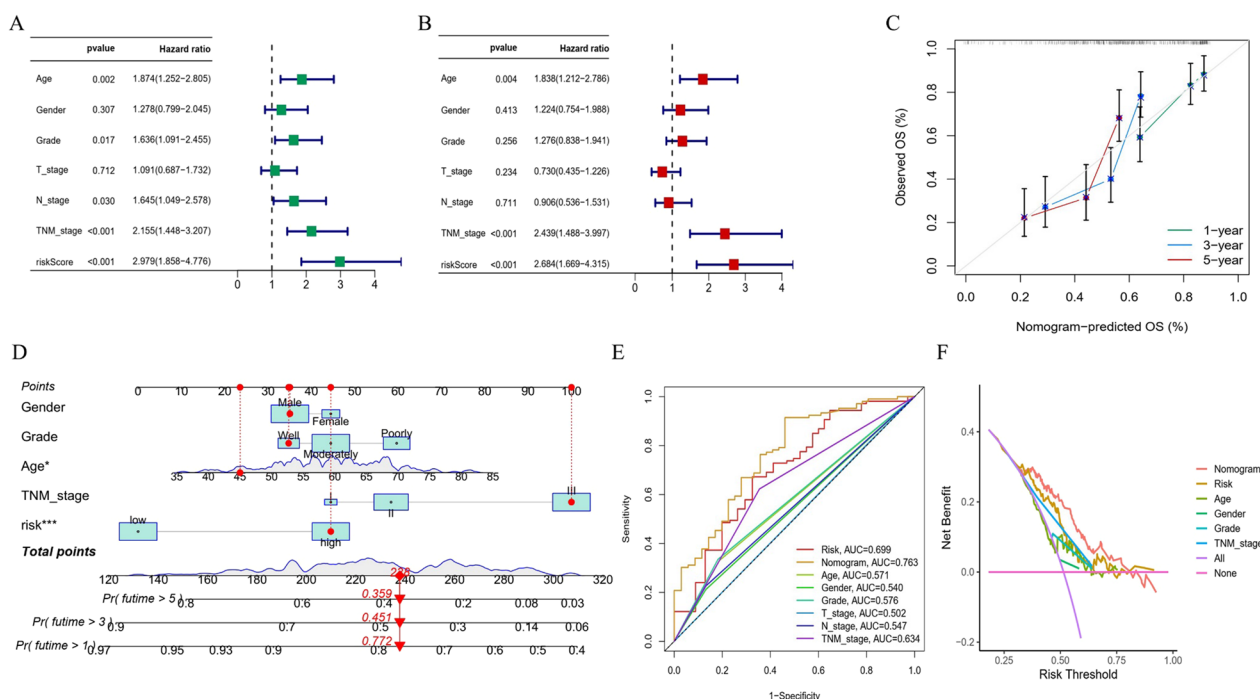 A
pvalue Hazard ratio
Age 0.002 1.874(1.252−2.805)
Gender 0.307 1.278(0.799−2.045)
Grade 0.017 1.636(1.091−2.455)
T_stage 0.712 1.091(0.687−1.732)
N_stage 0.030 1.645(1.049−2.578)
TNM_stage <0.001 2.155(1.448−3.207)
riskScore <0.001 2.979(1.858−4.776)
0 1 2 3 4
B
pvalue Hazard ratio
Age 0.004 1.838(1.212−2.786)
Gender 0.413 1.224(0.754−1.988)
Grade 0.256 1.276(0.838−1.941)
T_stage 0.234 0.730(0.435−1.226)
N_stage 0.711 0.906(0.536−1.531)
TNM_stage <0.001 2.439(1.488−3.997)
riskScore <0.001 2.684(1.669−4.315)
0 1 2 3 4
C
Observed OS (%)
1.0
0.8
0.6
0.4
0.2
0.0
1−year
3−year
5−year
0.0 0.2 0.4 0.6 0.8 1.0
Nomogram−predicted OS (%)
D
Points 0 10 20 30 40 50 60 70 80 90 100
Gender Male Female
Grade Well Moderately Poorly
Age* 35 40 45 50 53 55 57 59 60 65 70 75 80 85
TNM_stage I II III
risk*** low high
Total points
120 140 160 180 200 220 240 260 280 300 320
Pr( futime > 5) 0.8 0.6 0.4 0.2 0.08 0.03
0.359
Pr( futime > 3) 0.9 0.7 0.5 0.3 0.14 0.06
0.451
Pr( futime > 1) 0.97 0.95 0.93 0.9 0.8 0.7 0.6 0.5 0.4
0.772
E
Sensitivity
1.0
0.8
0.6
0.4
0.2
0.0
Risk, AUC=0.699
Nomogram, AUC=0.763
Age, AUC=0.571
Gender, AUC=0.540
Grade, AUC=0.576
T_stage, AUC=0.502
N_stage, AUC=0.547
TNM_stage, AUC=0.634
0.0 0.2 0.4 0.6 0.8 1.0
1−Specificity
F
Net Benefit
0.4
0.2
0.0
−0.2
Nomogram
Risk
Age
Gender
Grade
TNM_stage
All
None
0.25 0.50 0.75 1.00
Risk Threshold